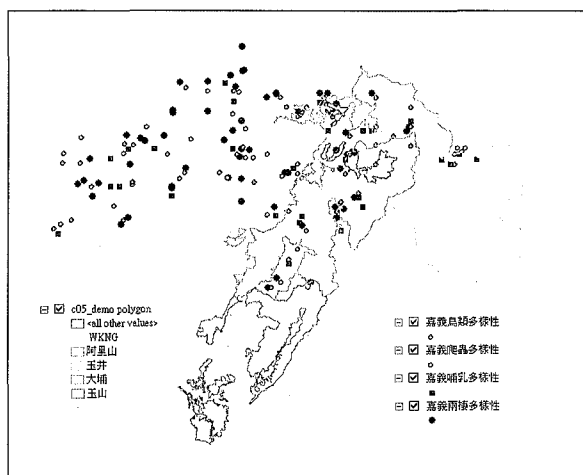 c05_demo polygon
<all other values>
WKNG
阿里山
玉井
大埔
玉山
嘉義鳥類多樣性
嘉義爬蟲多樣性
嘉義哺乳多樣性
嘉義兩棲多樣性